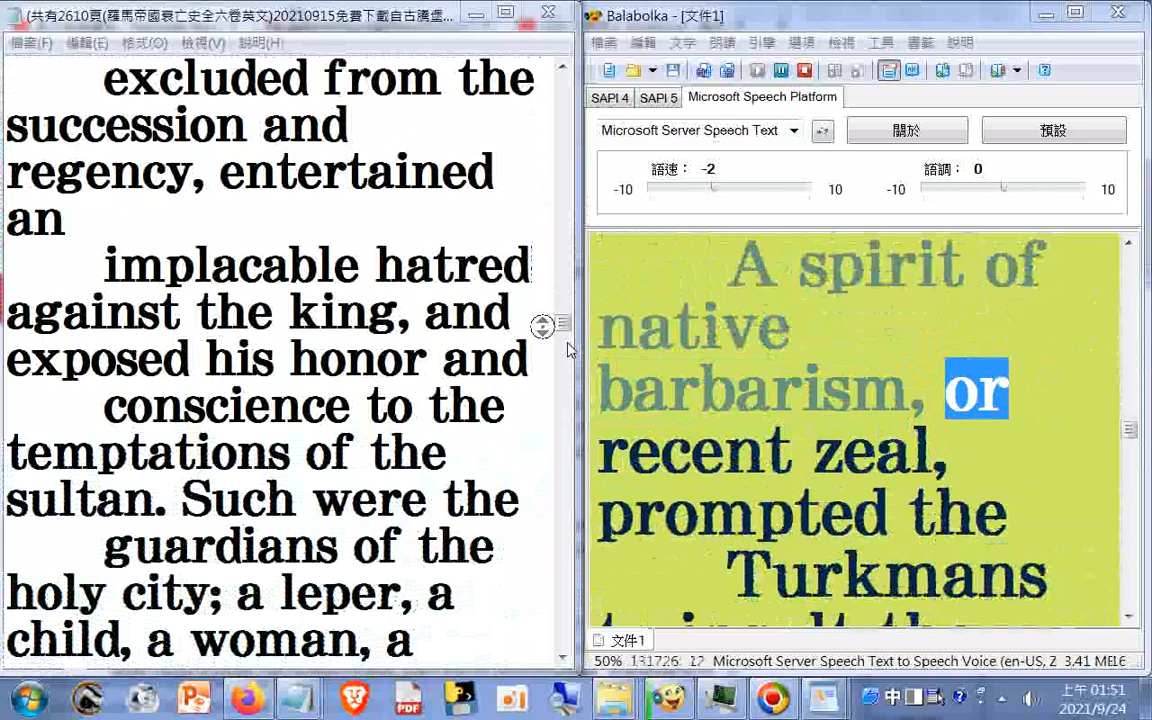 (共有2610頁(羅馬帝國衰亡史全六卷英文)20210915免費下載自古騰堡...
檔案(F) 編輯(E) 格式(O) 檢視(V) 說明(H)
excluded from the
succession and
regency, entertained
an
implacable hatred
against the king, and
exposed his honor and
conscience to the
temptations of the
sultan. Such were the
guardians of the
holy city; a leper, a
child, a woman, a
Balabolka - [文件1]
檔案 編輯 文字 朗讀 引擎 選項 檢視 工具 書籤 說明
SAPI 4 SAPI 5 Microsoft Speech Platform
Microsoft Server Speech Text 關於 預設
語速： -2 語調： 0
-10 10 -10 10
A spirit of
native
barbarism, or
recent zeal,
prompted the
Turkmans
文件1
50% Microsoft Server Speech Text to Speech Voice (en-US, Z 3.41 ME
上午 01:51
中
2021/9/24